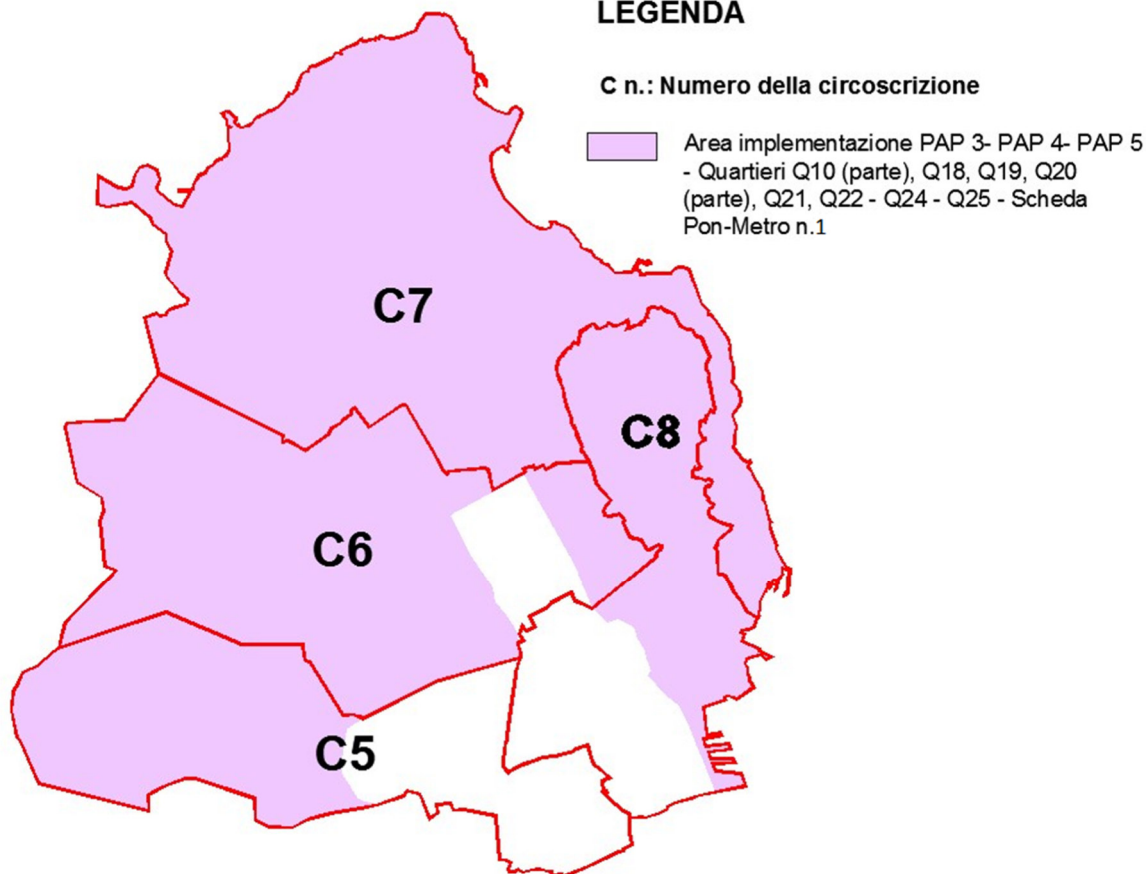 LEGENDA
C n.: Numero della circoscrizione
Area implementazione PAP 3- PAP 4- PAP 5
- Quartieri Q10 (parte), Q18, Q19, Q20
(parte), Q21, Q22 - Q24 - Q25 - Scheda
Pon-Metro n.1
C7
C8
C6
C5